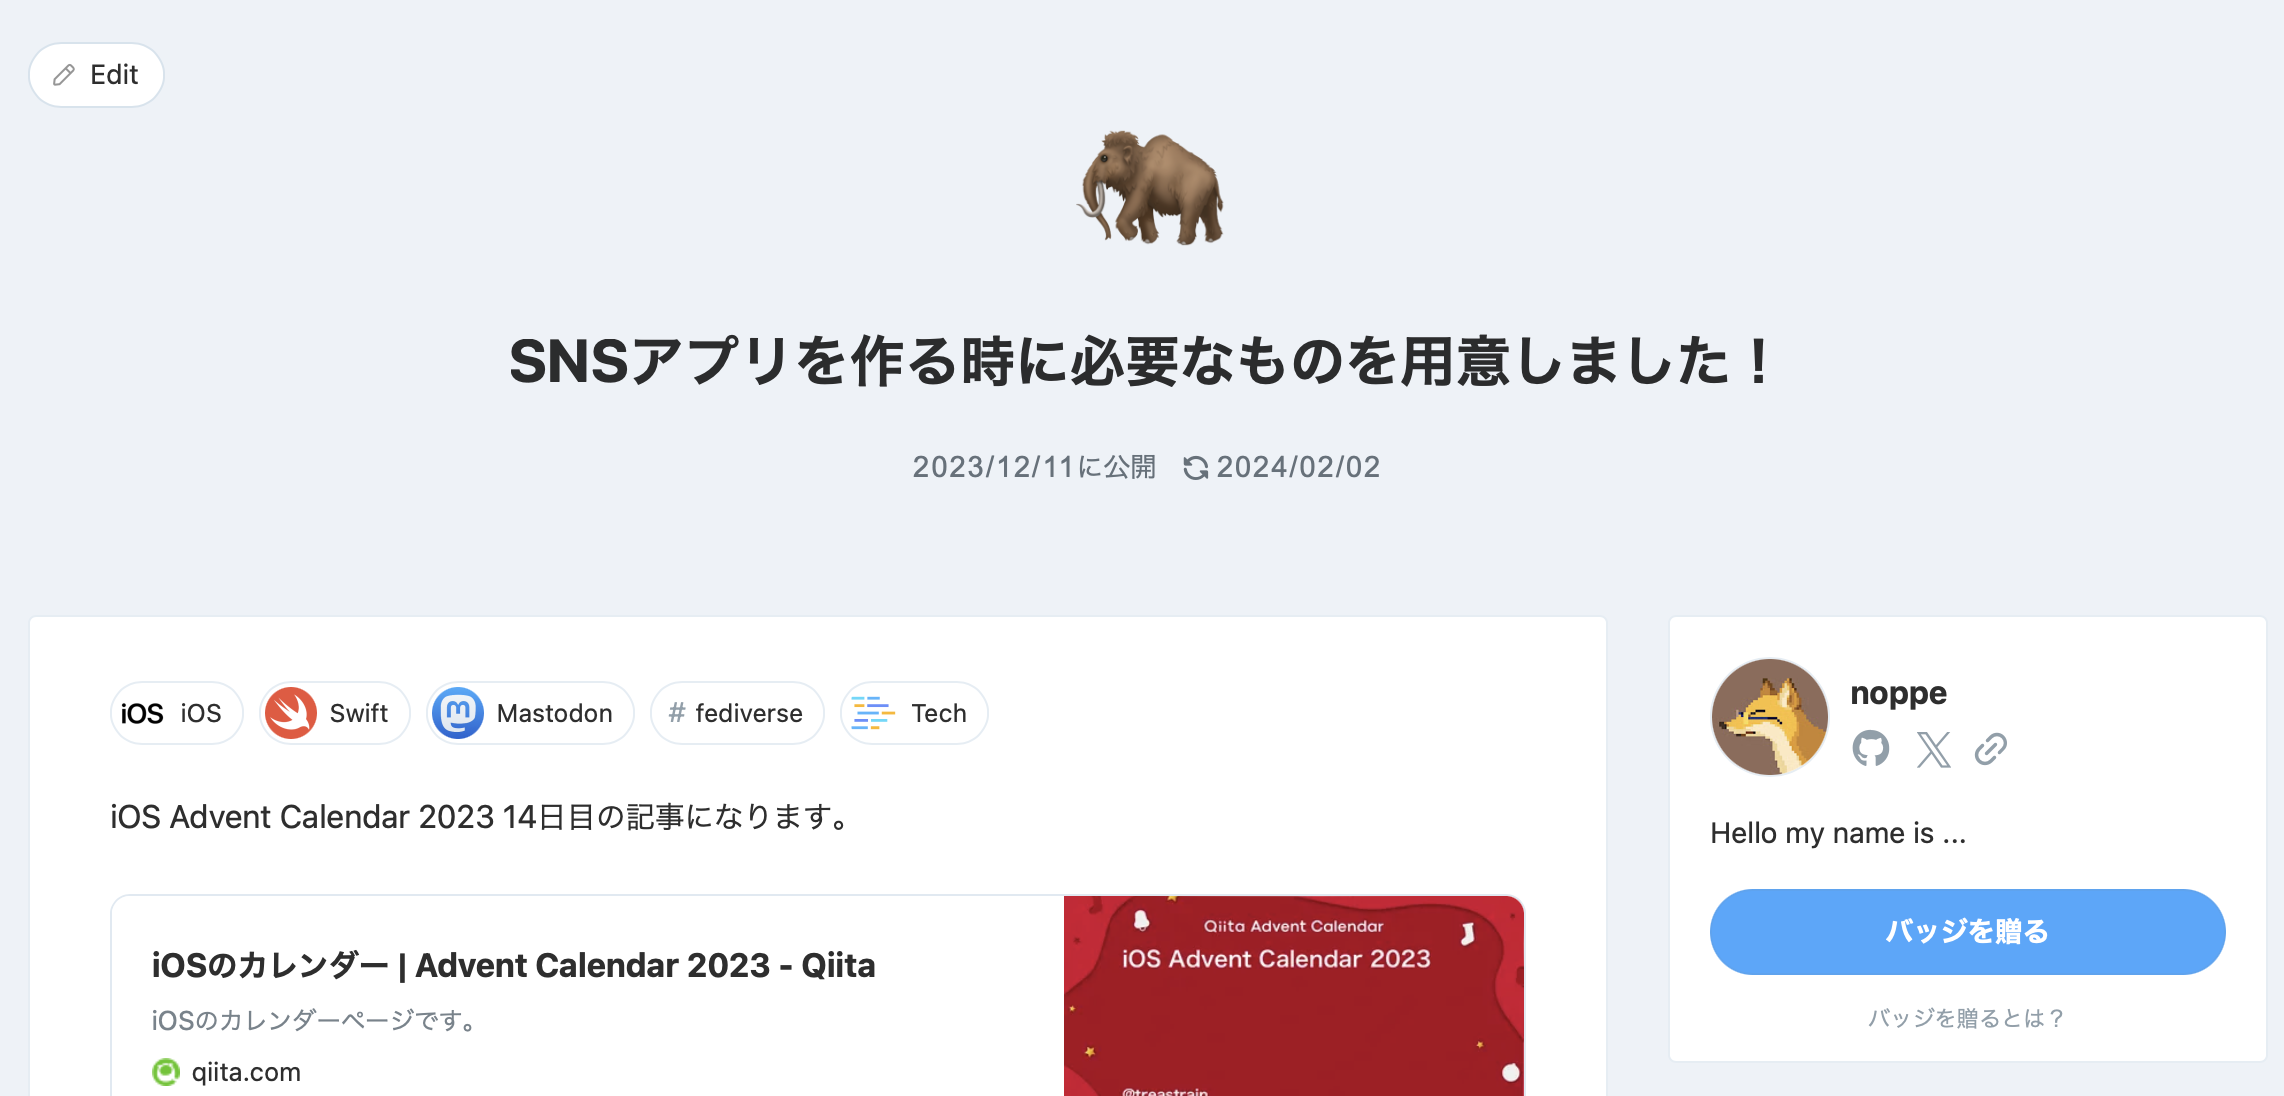 Edit
SNSアプリを作る時に必要なものを用意しました！
2023/12/11に公開 2024/02/02
iOS iOS Swift Mastodon # fediverse Tech
iOS Advent Calendar 2023 14日目の記事になります。
iOSのカレンダー | Advent Calendar 2023 - Qiita
iOSのカレンダーページです。
qiita.com
Qiita Advent Calendar
iOS Advent Calendar 2023
@treastrain
noppe
Hello my name is ...
バッジを贈る
バッジを贈るとは？